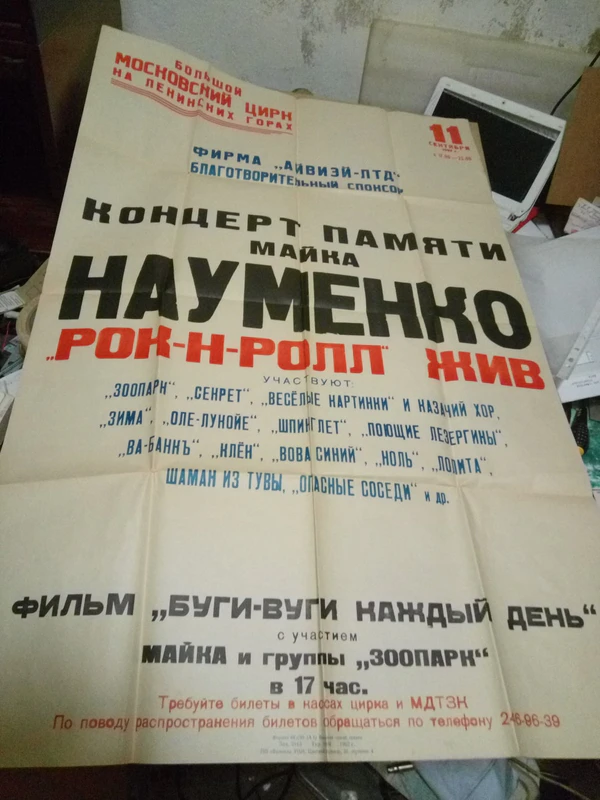 БОЛЬШОЙ
МОСКОВСКИЙ ЦИРК
НА ЛЕНИНСКИХ ГОРАХ
11
СЕНТЯБРЯ
ФИРМА „АЙВИЭЙ-ЛТД"
БЛАГОТВОРИТЕЛЬНЫЙ СПОНСОР
КОНЦЕРТ ПАМЯТИ
МАЙКА
НАУМЕНКО
„РОК-Н-РОЛЛ" ЖИВ
УЧАСТВУЮТ:
„ЗООПАРК", „СЕКРЕТ", „ВЕСЁЛЫЕ КАРТИНКИ" И КАЗАЧИЙ ХОР,
„ЗИМА", „ОЛЕ-ЛУКОЙЕ", „ШПИНГЛЕТ", „ПОЮЩИЕ ЛЕЗГИНЫ",
„ВА-БАНКЪ", „КЛЁН", „ВОВА СИНИЙ", „НОЛЬ", „ЛОЛИТА",
ШАМАН ИЗ ТУВЫ, „ОПАСНЫЕ СОСЕДИ" и др.
ФИЛЬМ „БУГИ-ВУГИ КАЖДЫЙ ДЕНЬ"
с участием
МАЙКА и группы „ЗООПАРК"
в 17 час.
Требуйте билеты в кассах цирка и МДТЗК
По поводу распространения билетов обращаться по телефону 246-96-39